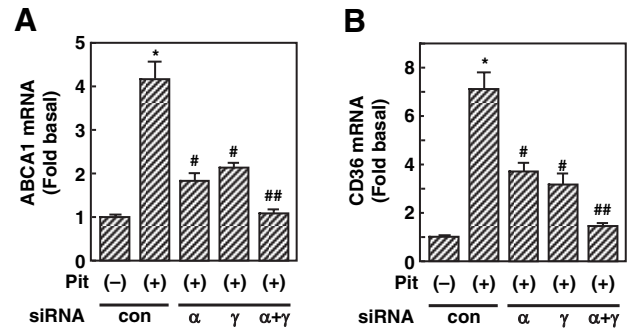 A
B
ABCA1 mRNA
(Fold basal)
5
4
3
2
1
0
*
#
#
##
Pit (–) (+) (+) (+) (+)
siRNA con α γ α+γ
CD36 mRNA
(Fold basal)
8
6
4
2
0
*
#
#
##
Pit (–) (+) (+) (+) (+)
siRNA con α γ α+γ